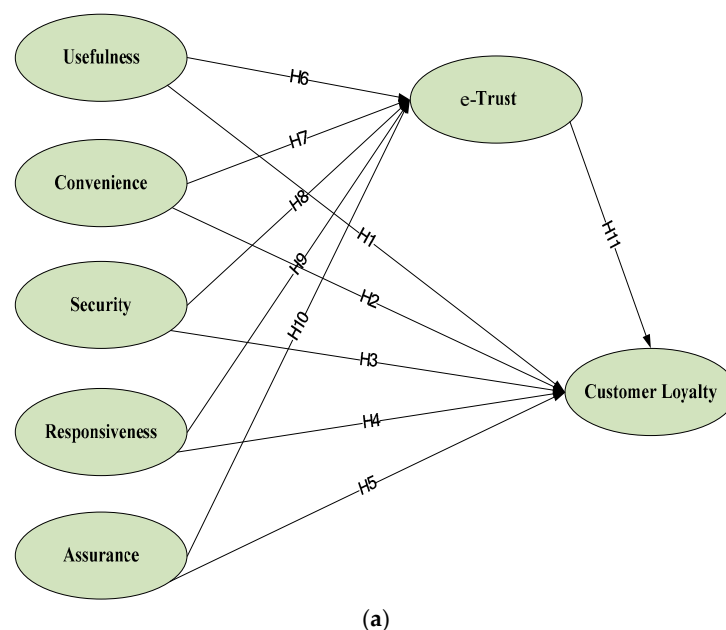 Usefulness
H6
e-Trust
H7
Convenience
H8
H1
H11
H9
H2
Security
H10
H3
Customer Loyalty
Responsiveness
H4
H5
Assurance
(a)